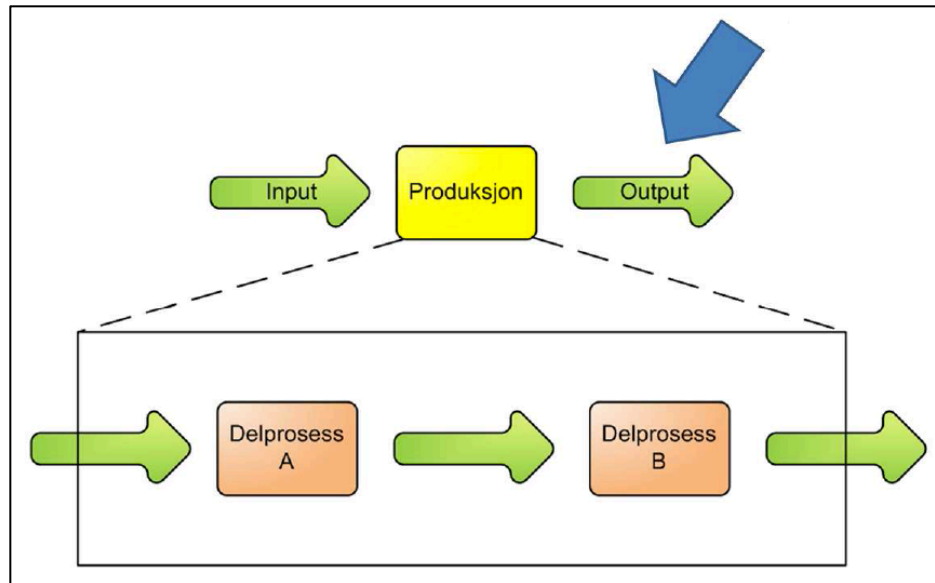 Input
Produksjon
Output
Delprosess
A
Delprosess
B